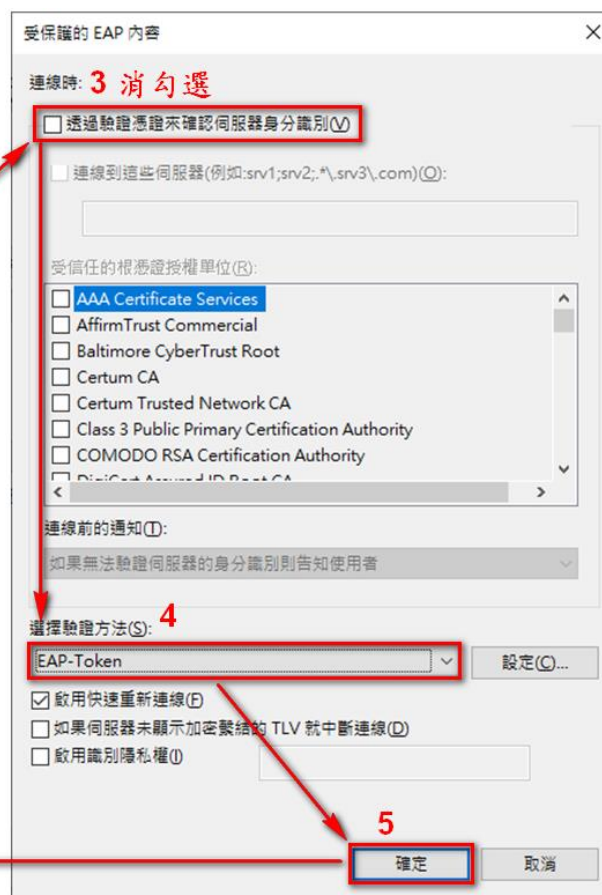 受保護的 EAP 內容
連線時: 3 消勾選
透過驗證憑證來確認伺服器身分識別(V)
連線到這些伺服器(例如:srv1;srv2;.*\.srv3\.com)(O):
受信任的根憑證授權單位(R):
AAA Certificate Services
AffirmTrust Commercial
Baltimore CyberTrust Root
Certum CA
Certum Trusted Network CA
Class 3 Public Primary Certification Authority
COMODO RSA Certification Authority
DigiCert Assured ID Root CA
連線前的通知(T):
如果無法驗證伺服器的身分識別則告知使用者
選擇驗證方法(S): 4
EAP-Token
設定(C)...
啟用快速重新連線(F)
如果伺服器未顯示加密繫結的 TLV 就中斷連線(D)
啟用識別隱私權(I)
5
確定
取消